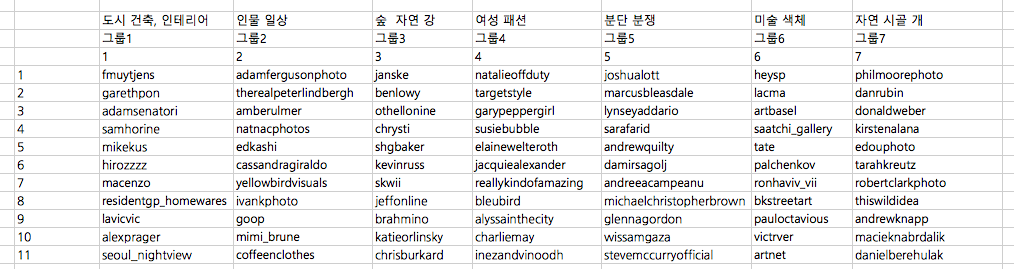 도시 건축, 인테리어 인물 일상 숲 자연 강 여성 패션 분단 분쟁 미술 색체 자연 시골 개
그룹1 그룹2 그룹3 그룹4 그룹5 그룹6 그룹7
1 2 3 4 5 6 7
1 fmuytjens adamfergusonphoto janske natalieoffduty joshualott heysp philmoorephoto
2 garethpon therealpeterlindbergh benlowy targetstyle marcusbleasdale lacma danrubin
3 adamsenatori amberulmer othellonine garypeppergirl lynseyaddario artbasel donaldweber
4 samhorine natnacphotos chrysti susiebubble sarafarid saatchi_gallery kirstenalana
5 mikekus edkashi shgbaker elainewelteroth andrewquilty tate edouphoto
6 hirozzzz cassandragiraldo kevinruss jacquiealexander damirsagolj palchenkov tarahkreutz
7 macenzo yellowbirdvisuals skwii reallykindofamazing andreeacampeanu ronhaviv_vii robertclarkphoto
8 residentgp_homewares ivankphoto jeffonline bleubird michaelchristopherbrown bkstreetart thiswildidea
9 lavicvic goop brahmino alyssainthecity glennagordon pauloctavious andrewknapp
10 alexprager mimi_brune katieorlinsky charliemay wissamgaza victrver macieknabrdalik
11 seoul_nightview coffeenclothes chrisburkard inezandvinoodh stevemccurryofficial artnet danielberehulak